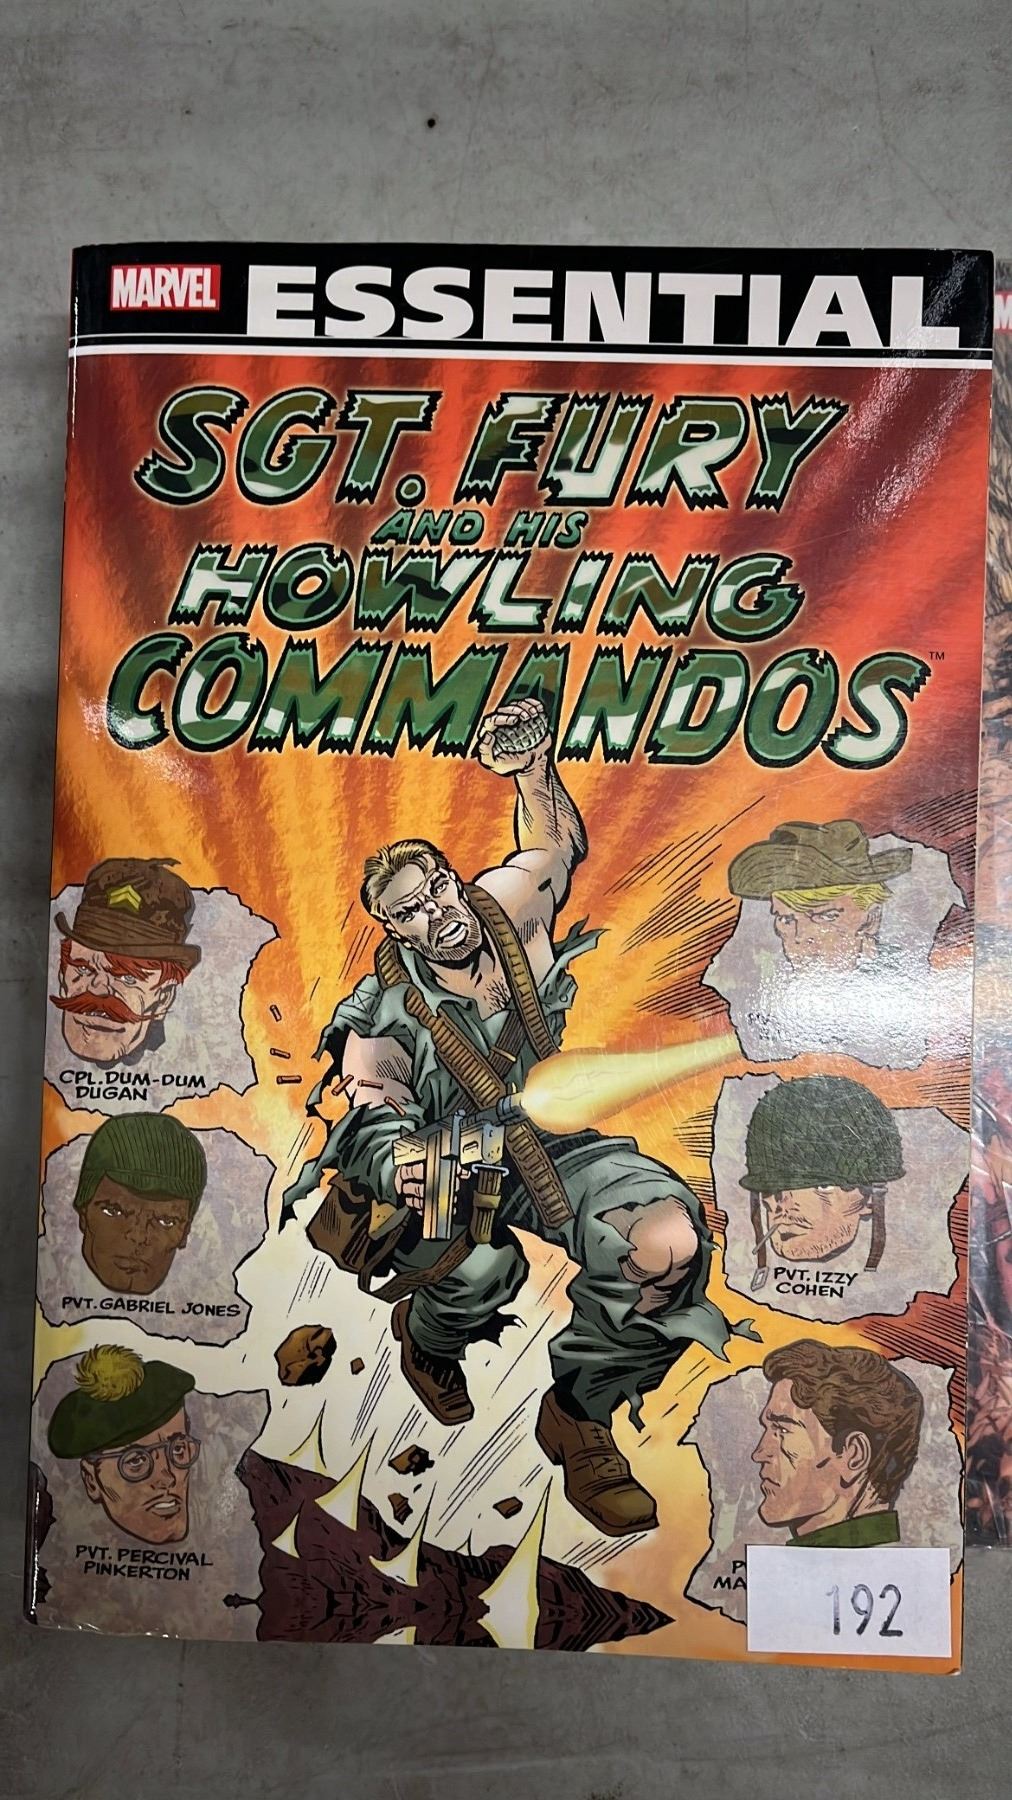 MARVEL
ESSENTIAL
SGT. FURY
AND HIS
HOWLING
COMMANDOS™
CPL. DUM-DUM
DUGAN
PVT. GABRIEL JONES
PVT. IZZY
COHEN
PVT. PERCIVAL
PINKERTON
192